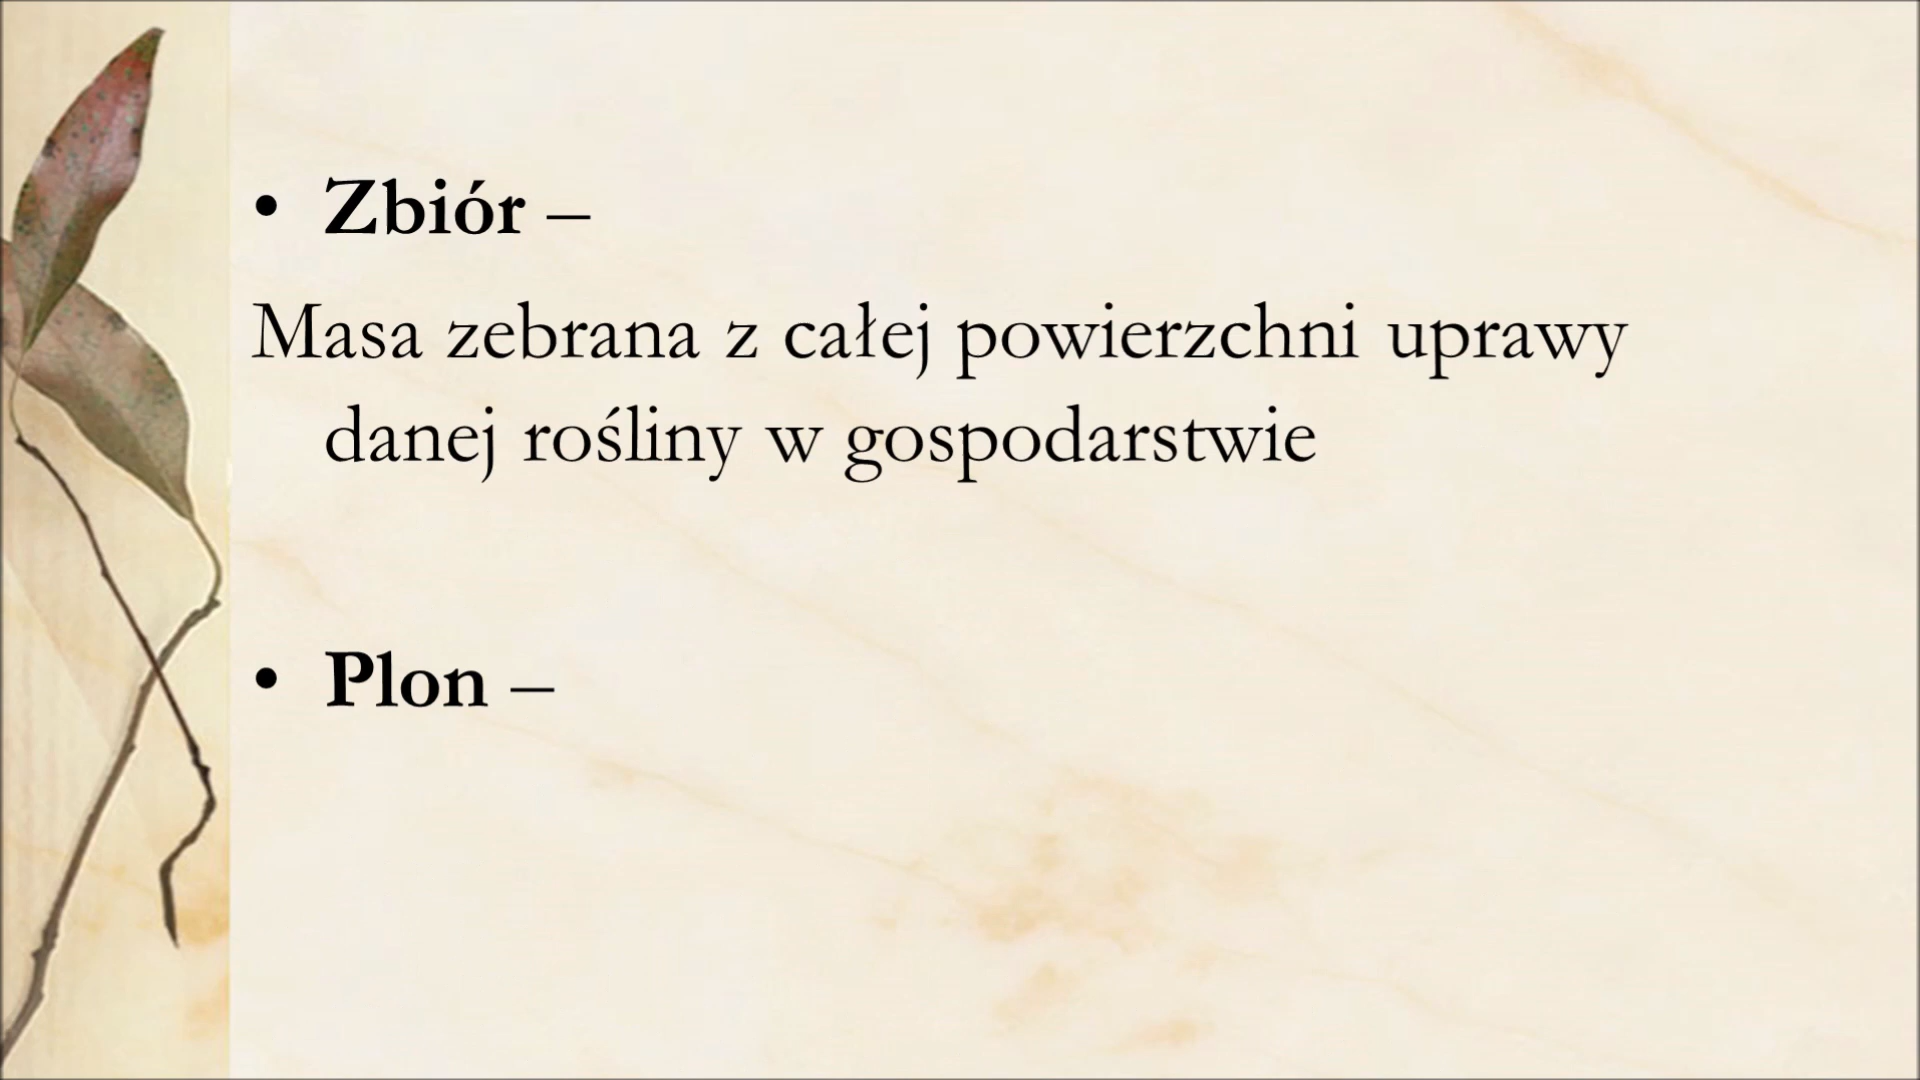 • Zbiór –
Masa zebrana z całej powierzchni uprawy
danej rośliny w gospodarstwie
• Plon –